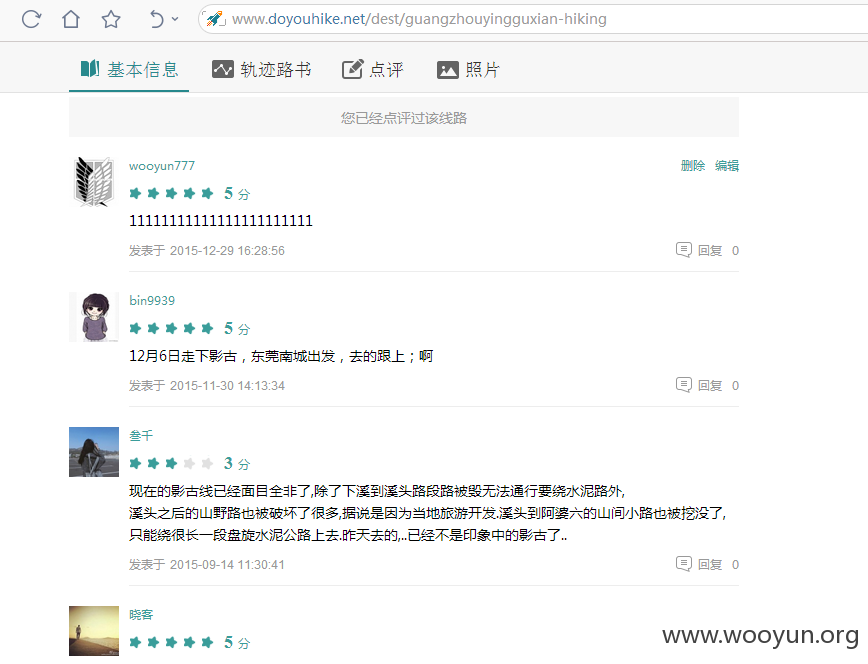 www.doyouhike.net/dest/guangzhouyingguxian-hiking
基本信息 轨迹路书 点评 照片
您已经点评过该线路
wooyun777 删除 编辑
5 分
11111111111111111111111
发表于 2015-12-29 16:28:56 回复 0
bin9939
5 分
12月6日走下影古，东莞南城出发，去的跟上；啊
发表于 2015-11-30 14:13:34 回复 0
叁千
3 分
现在的影古线已经面目全非了,除了下溪到溪头路段路被毁无法通行要绕水泥路外,
溪头之后的山野路也被破坏了很多,据说是因为当地旅游开发.溪头到阿婆六的山间小路也被挖没了,
只能绕很长一段盘旋水泥公路上去.昨天去的,..已经不是印象中的影古了..
发表于 2015-09-14 11:30:41 回复 0
晓客
5 分
www.wooyun.org